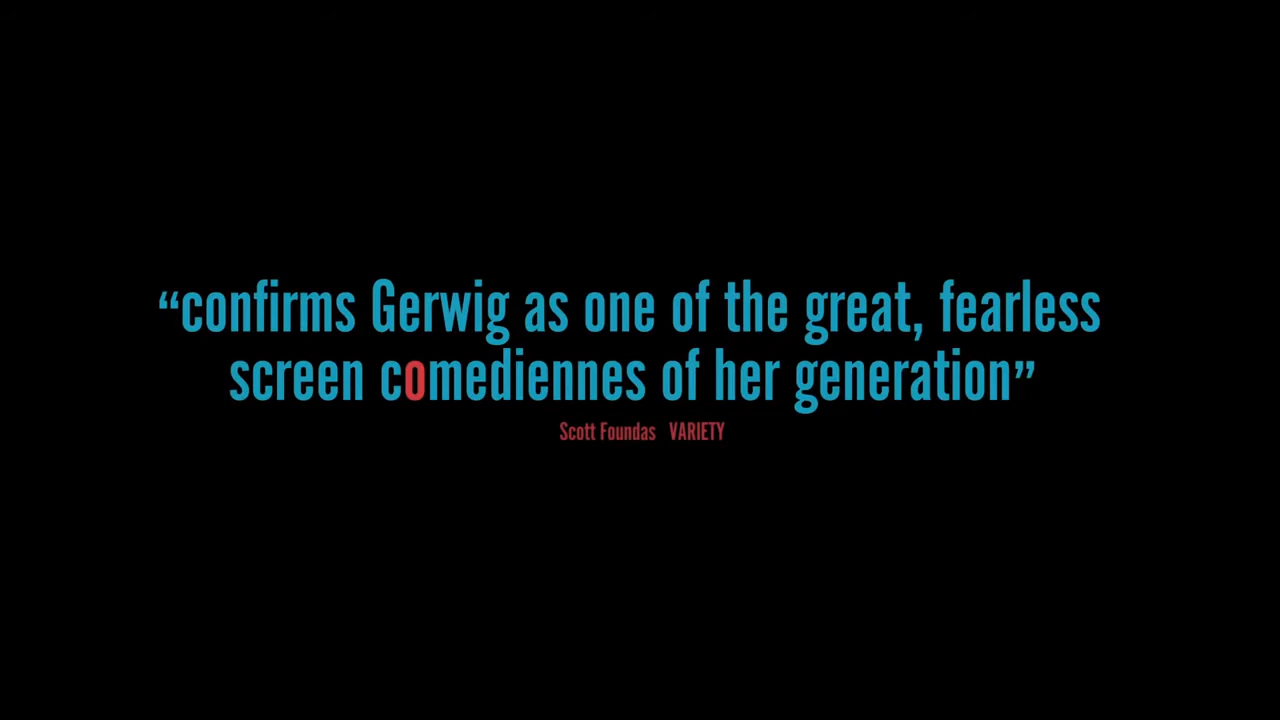 “confirms Gerwig as one of the great, fearless
screen comediennes of her generation”
Scott Foundas VARIETY